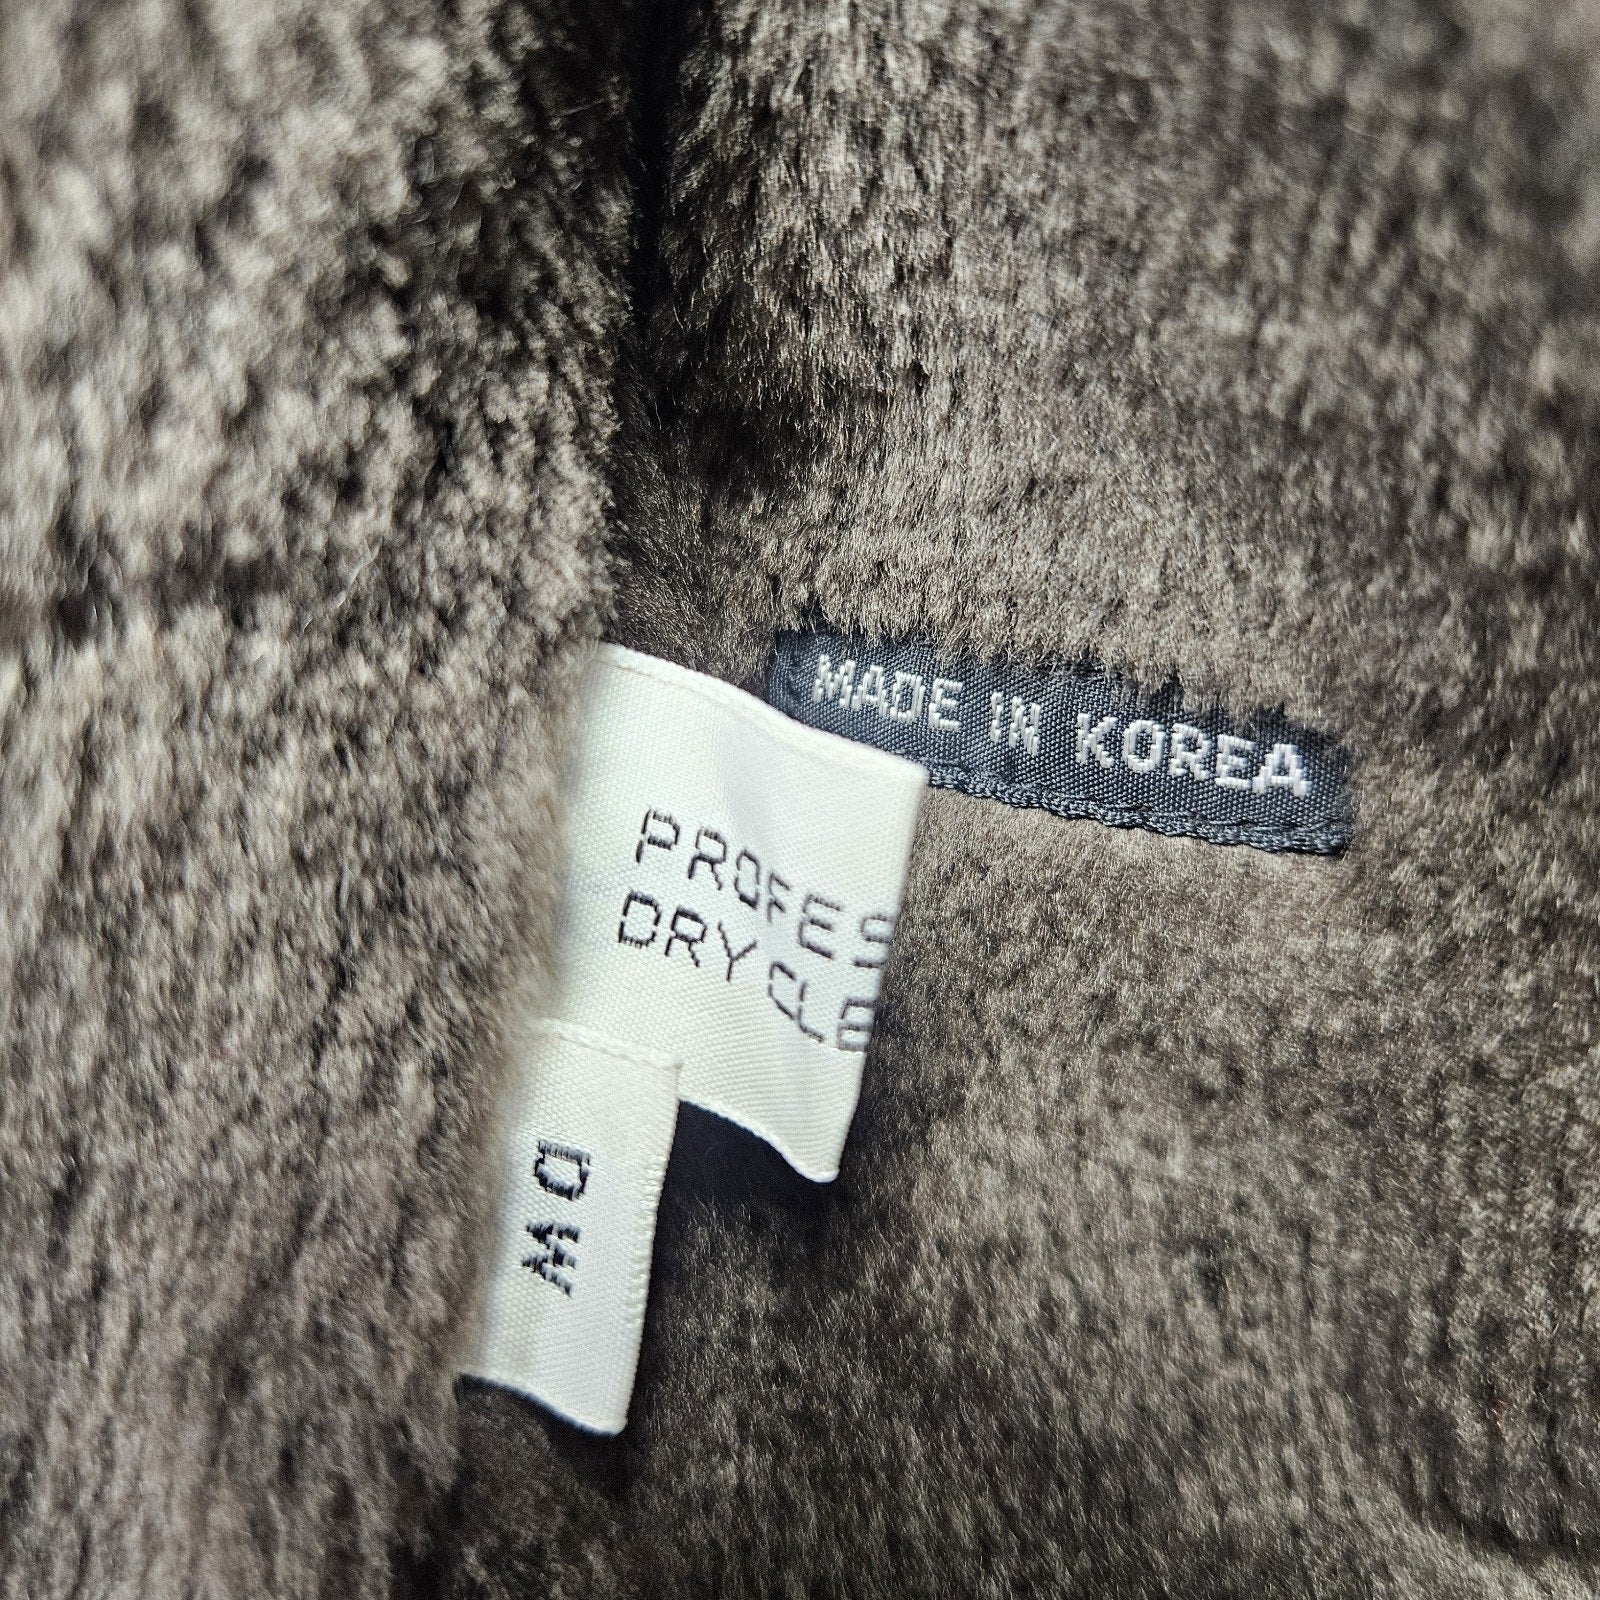 MADE IN KOREA
PROFES
DRY CLE